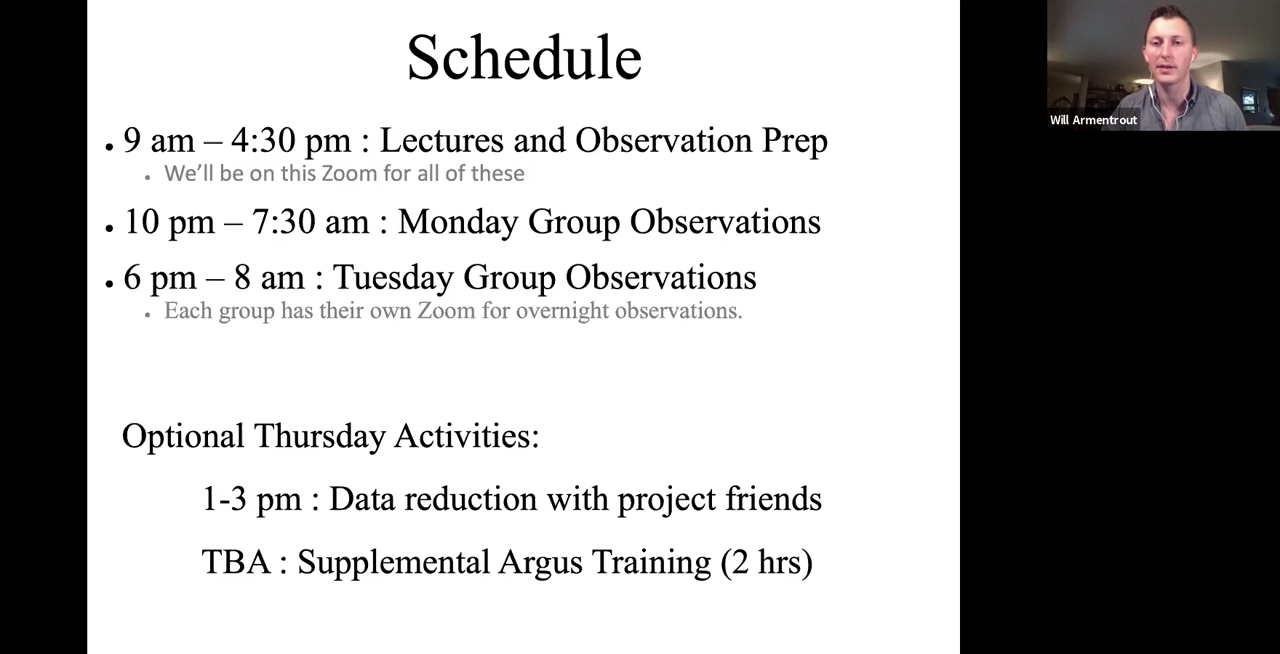 Schedule
• 9 am – 4:30 pm : Lectures and Observation Prep
• We’ll be on this Zoom for all of these
• 10 pm – 7:30 am : Monday Group Observations
• 6 pm – 8 am : Tuesday Group Observations
• Each group has their own Zoom for overnight observations.
Optional Thursday Activities:
1-3 pm : Data reduction with project friends
TBA : Supplemental Argus Training (2 hrs)
Will Armentrout